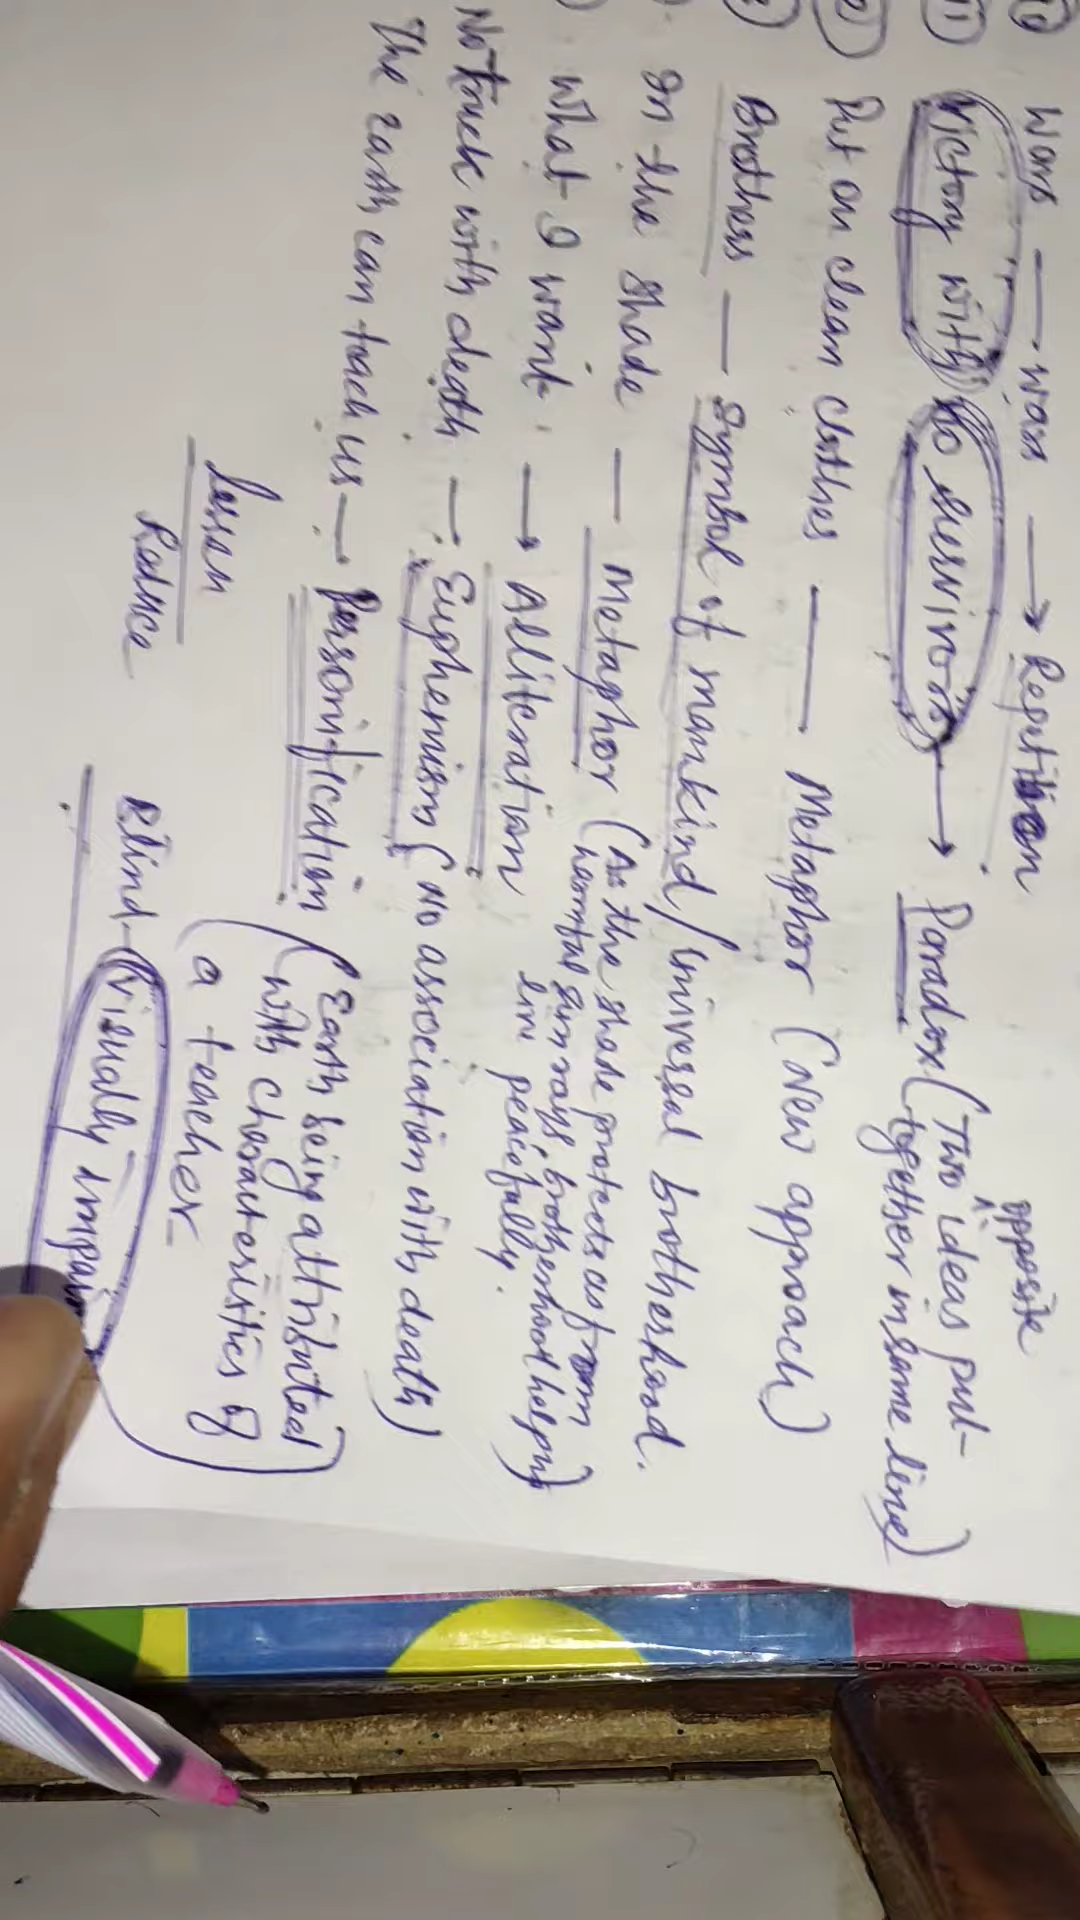 Wars — wars → Repetition
opposite
(11) Victory with no survivors → Paradox (Two ideas put
together in same line)
Put on clean clothes — Metaphor (New approach)
Brothers — Symbol of mankind/universal brotherhood.
In the shade — Metaphor (As the shade protects us from
harmful sun rays, brotherhood helps
live peacefully.)
What I want → Alliteration
No truck with death — Euphemism (no association with death)
The earth can teach us — Personification (Earth being attributed
with characteristics of
a teacher
lessen
Reduce
Blind — visually